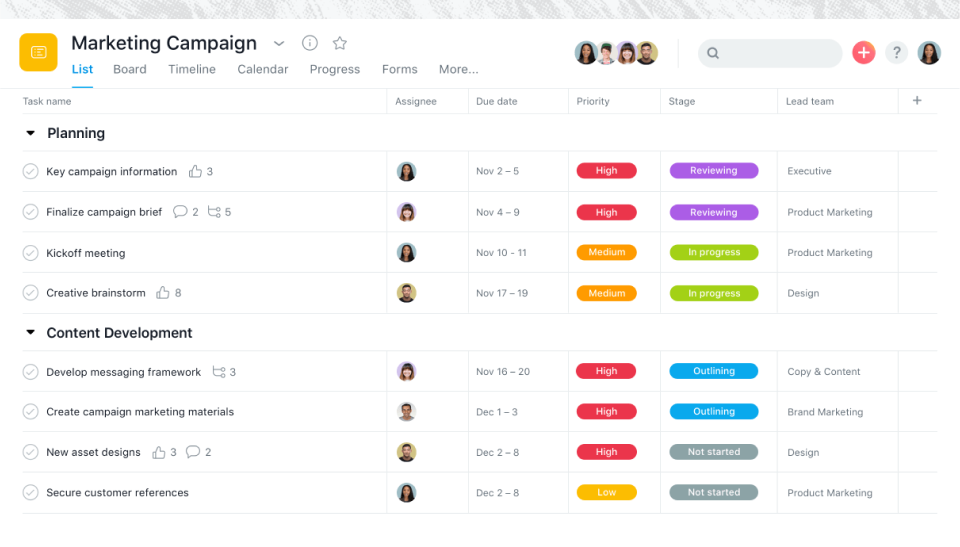 Marketing Campaign
List Board Timeline Calendar Progress Forms More...
?
Task name Assignee Due date Priority Stage Lead team +
Planning
Key campaign information 3 Nov 2 – 5 High Reviewing Executive
Finalize campaign brief 2 5 Nov 4 – 9 High Reviewing Product Marketing
Kickoff meeting Nov 10 - 11 Medium In progress Product Marketing
Creative brainstorm 8 Nov 17 – 19 Medium In progress Design
Content Development
Develop messaging framework 3 Nov 16 – 20 High Outlining Copy & Content
Create campaign marketing materials Dec 1 – 3 High Outlining Brand Marketing
New asset designs 3 2 Dec 2 – 8 High Not started Design
Secure customer references Dec 2 – 8 Low Not started Product Marketing